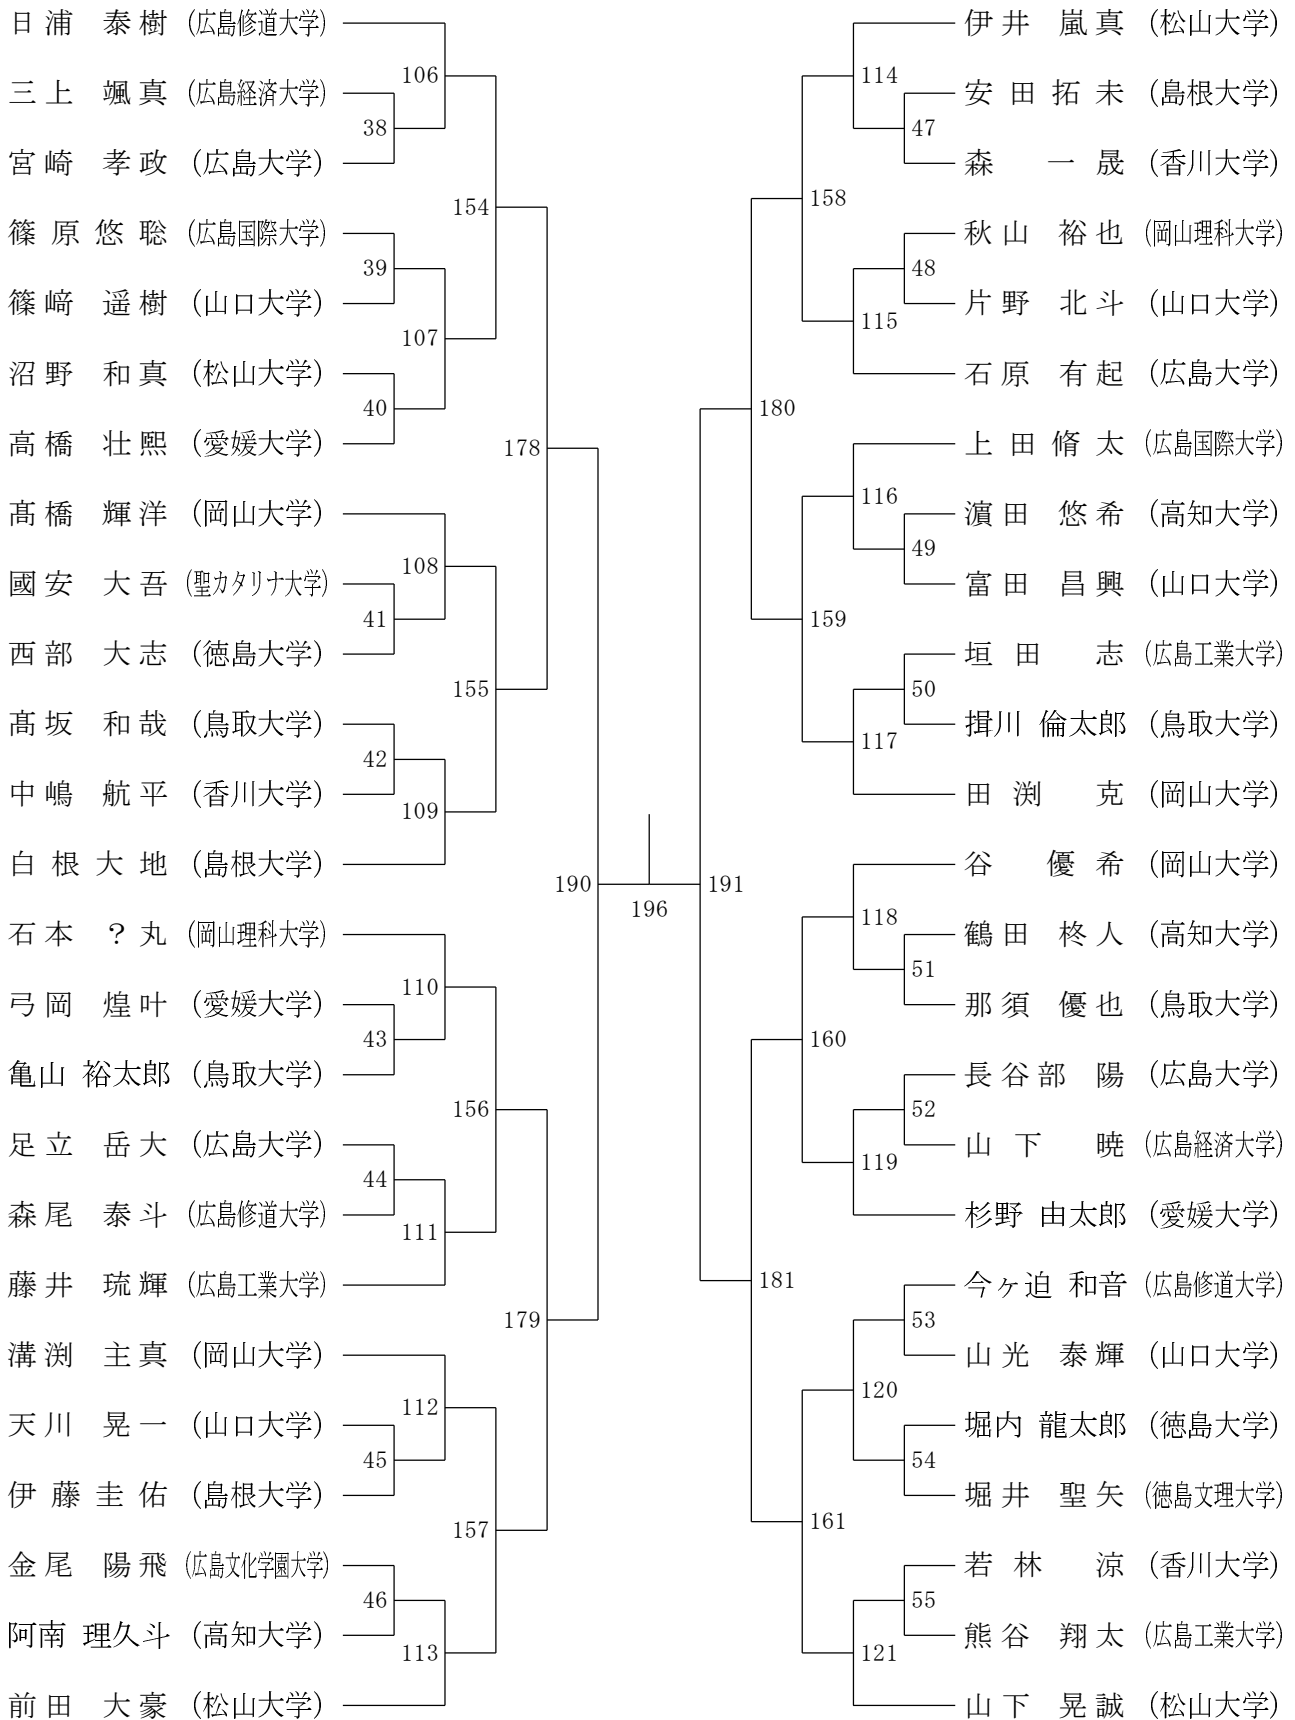 日浦 泰樹 (広島修道大学)
106
三上 颯真 (広島経済大学)
38
宮崎 孝政 (広島大学)
154
篠原悠聡 (広島国際大学)
39
篠﨑 遥樹 (山口大学)
107
沼野 和真 (松山大学)
40
高橋 壮熙 (愛媛大学)
178
髙橋 輝洋 (岡山大学)
108
國安 大吾 (聖カタリナ大学)
41
西部 大志 (徳島大学)
155
髙坂 和哉 (鳥取大学)
42
中嶋 航平 (香川大学)
109
白根大地 (島根大学)
190
石本 ?丸 (岡山理科大学)
110
弓岡 煌叶 (愛媛大学)
43
亀山 裕太郎 (鳥取大学)
156
足立 岳大 (広島大学)
44
森尾 泰斗 (広島修道大学)
111
藤井 琉輝 (広島工業大学)
179
溝渕 主真 (岡山大学)
112
天川 晃一 (山口大学)
45
伊藤圭佑 (島根大学)
157
金尾 陽飛 (広島文化学園大学)
46
阿南 理久斗 (高知大学)
113
前田 大豪 (松山大学)
196
伊井 嵐真 (松山大学)
114
安田拓未 (島根大学)
47
森 一晟 (香川大学)
158
秋山 裕也 (岡山理科大学)
48
片野 北斗 (山口大学)
115
石原 有起 (広島大学)
180
上田脩太 (広島国際大学)
116
濵田 悠希 (高知大学)
49
富田 昌興 (山口大学)
159
垣田 志 (広島工業大学)
50
揖川 倫太郎 (鳥取大学)
117
田渕 克 (岡山大学)
191
谷 優希 (岡山大学)
118
鶴田 柊人 (高知大学)
51
那須 優也 (鳥取大学)
160
長谷部 陽 (広島大学)
52
山下 暁 (広島経済大学)
119
杉野 由太郎 (愛媛大学)
181
今ヶ迫 和音 (広島修道大学)
53
山光 泰輝 (山口大学)
120
堀内 龍太郎 (徳島大学)
54
堀井 聖矢 (徳島文理大学)
161
若林 涼 (香川大学)
55
熊谷 翔太 (広島工業大学)
121
山下 晃誠 (松山大学)